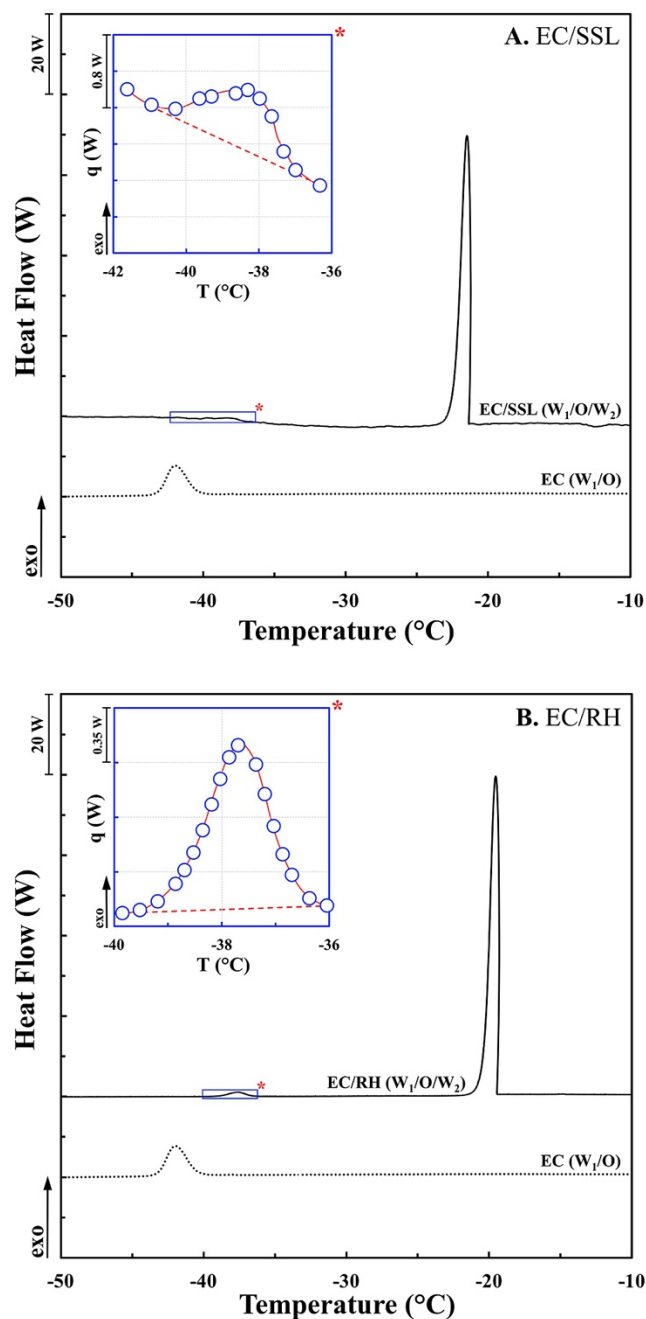 A. EC/SSL
20 W
*
0.8 W
q (W)
exo
-42
-40
-38
-36
T (°C)
Heat Flow (W)
*
EC/SSL (W₁/O/W₂)
EC (W₁/O)
exo
-50
-40
-30
-20
-10
Temperature (°C)
B. EC/RH
20 W
*
0.35 W
q (W)
exo
-40
-38
-36
T (°C)
Heat Flow (W)
EC/RH (W₁/O/W₂)
*
EC (W₁/O)
exo
-50
-40
-30
-20
-10
Temperature (°C)